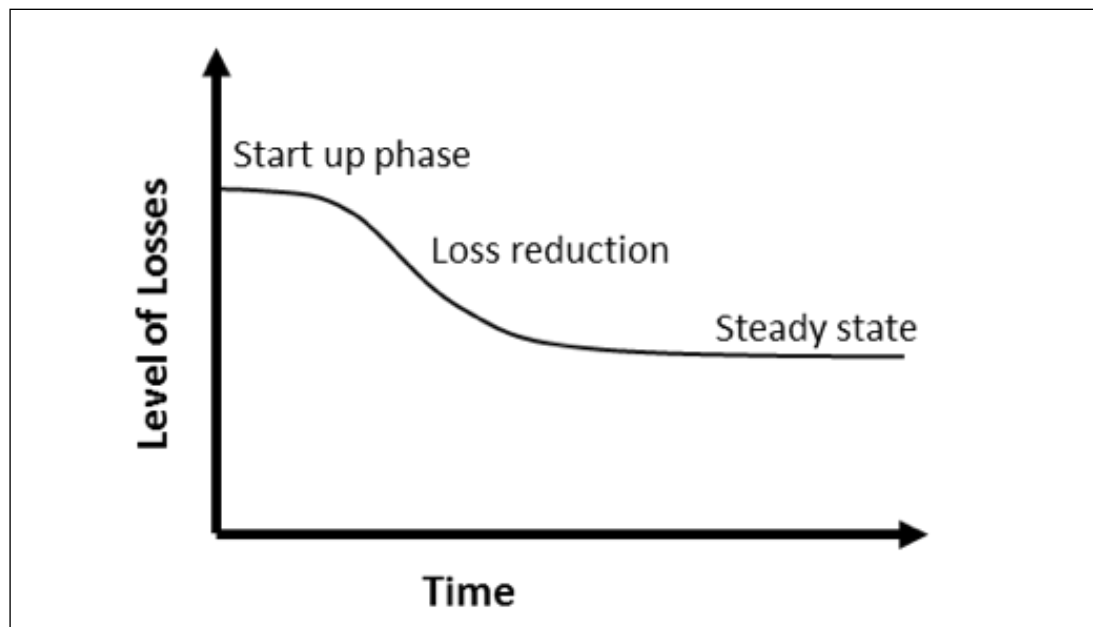 Start up phase
Loss reduction
Steady state
Level of Losses
Time